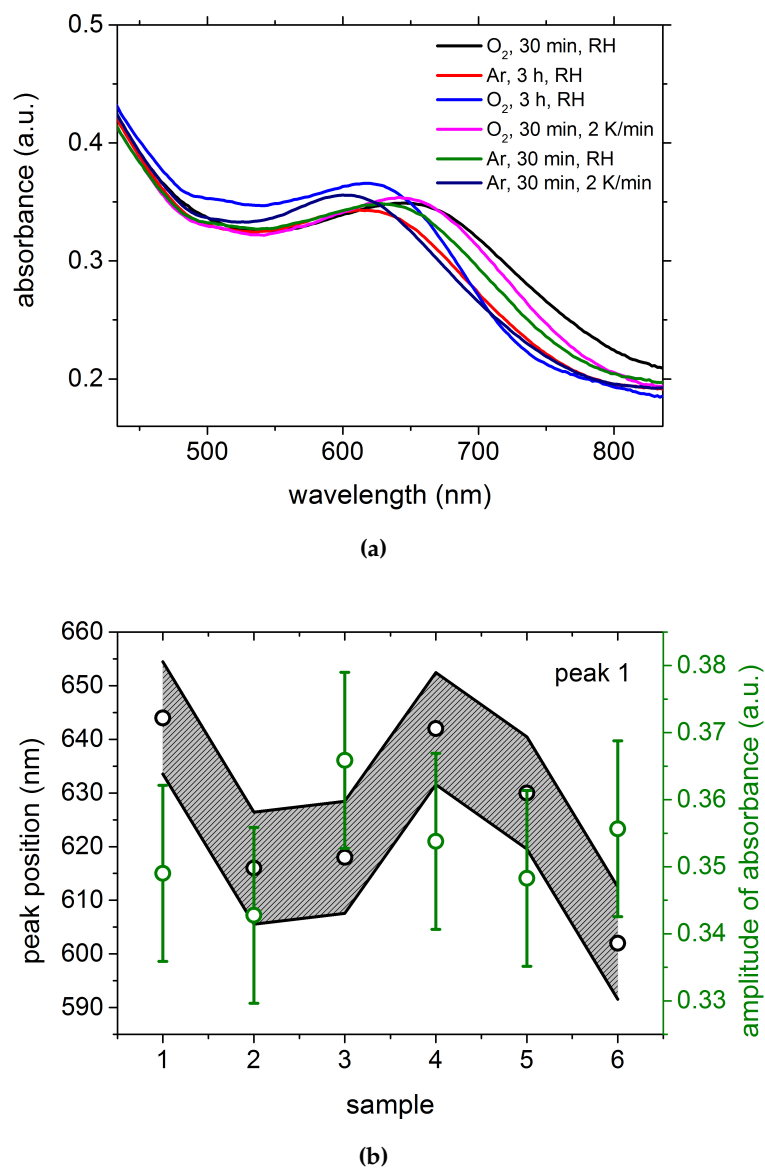 0.5
0.4
0.3
0.2
absorbance (a.u.)
O₂, 30 min, RH
Ar, 3 h, RH
O₂, 3 h, RH
O₂, 30 min, 2 K/min
Ar, 30 min, RH
Ar, 30 min, 2 K/min
500 600 700 800
wavelength (nm)
(a)
660
650
640
630
620
610
600
590
peak position (nm)
peak 1
0.38
0.37
0.36
0.35
0.34
0.33
amplitude of absorbance (a.u.)
1 2 3 4 5 6
sample
(b)